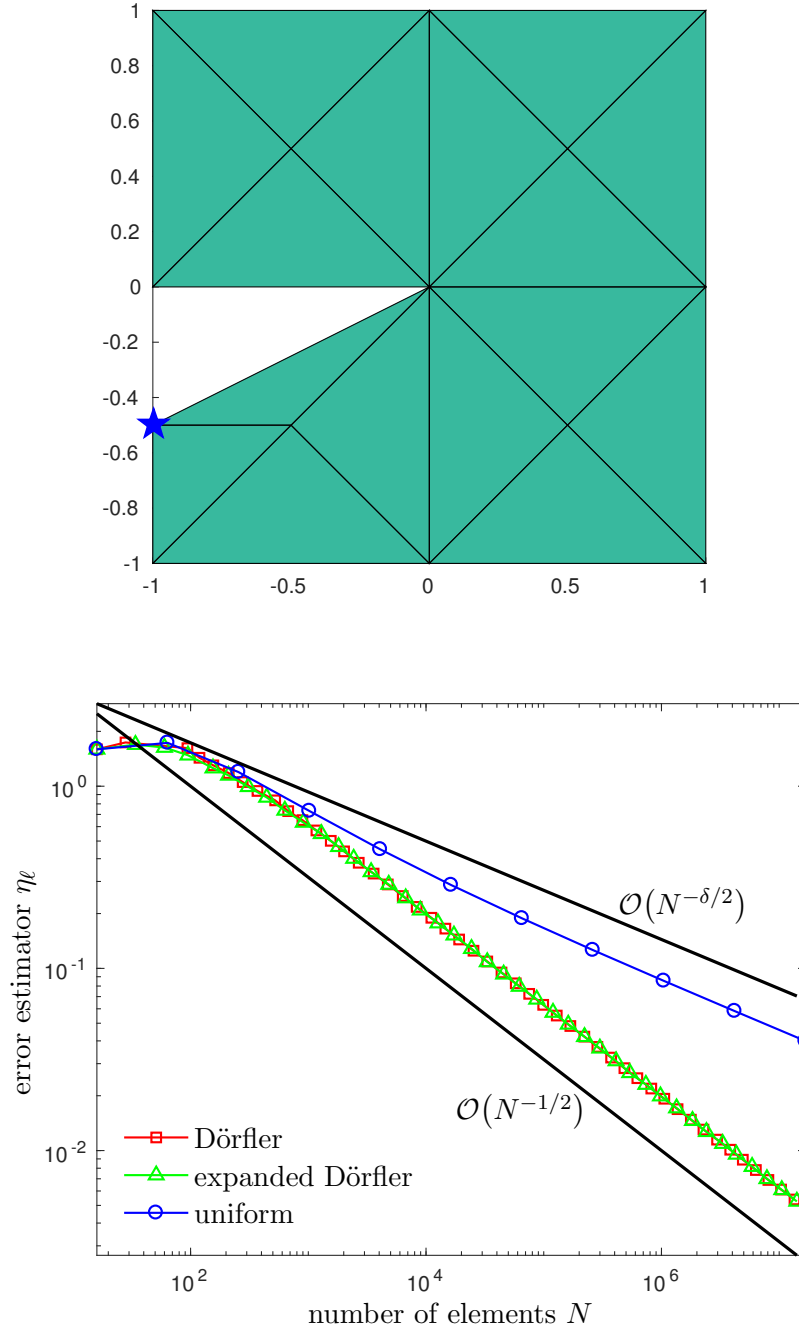 1
0.8
0.6
0.4
0.2
0
-0.2
-0.4
-0.6
-0.8
-1
-1 -0.5 0 0.5 1
10^0
10^-1
10^-2
error estimator η_ℓ
O(N^{-δ/2})
O(N^{-1/2})
Dörfler
expanded Dörfler
uniform
10^2 10^4 10^6
number of elements N